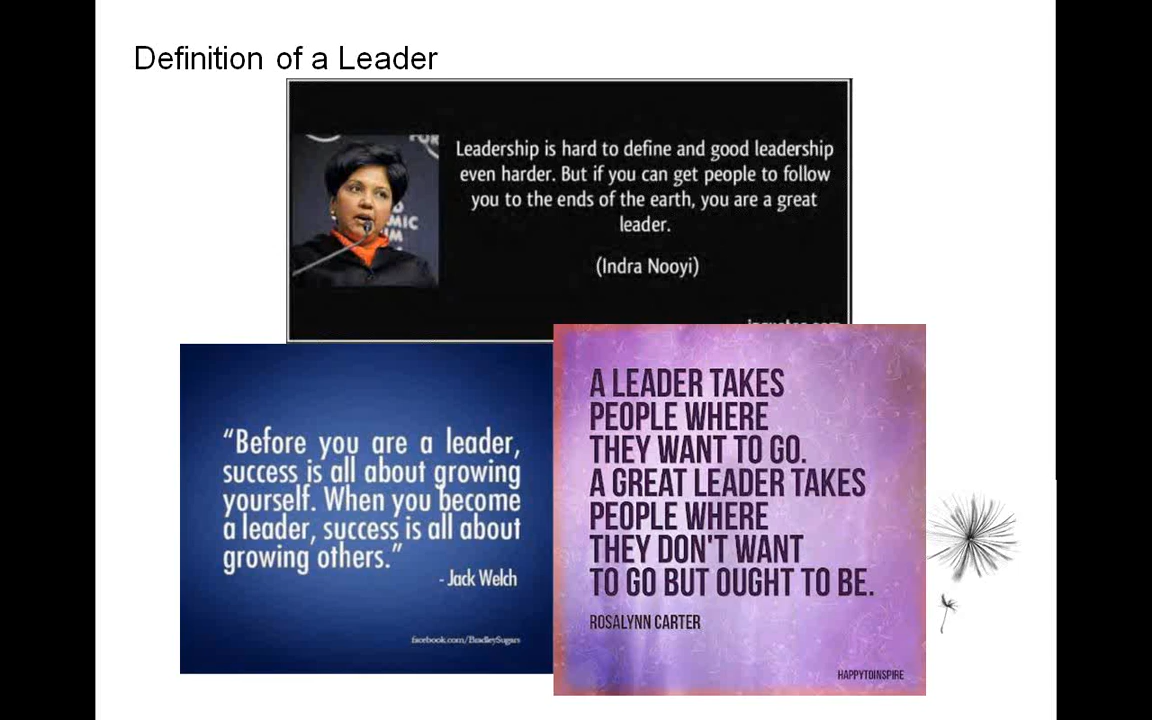 Definition of a Leader
Leadership is hard to define and good leadership
even harder. But if you can get people to follow
you to the ends of the earth, you are a great
leader.
(Indra Nooyi)
“Before you are a leader,
success is all about growing
yourself. When you become
a leader, success is all about
growing others.”
- Jack Welch
facebook.com/BradleySugars
A LEADER TAKES
PEOPLE WHERE
THEY WANT TO GO.
A GREAT LEADER TAKES
PEOPLE WHERE
THEY DON'T WANT
TO GO BUT OUGHT TO BE.
ROSALYNN CARTER
HAPPYTOINSPIRE